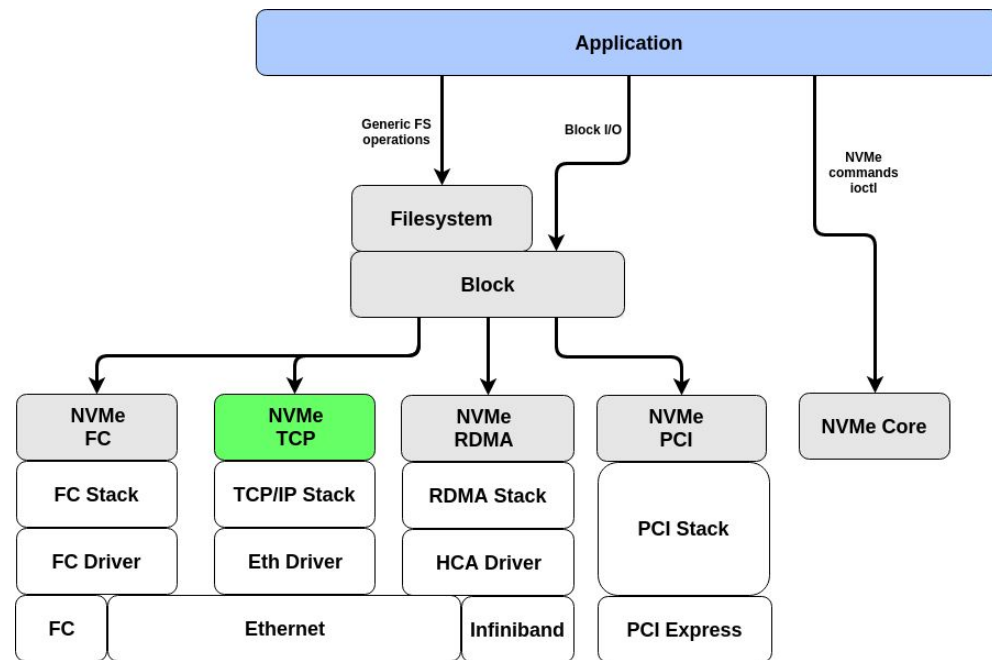 Application
Generic FS
operations
Block I/O
NVMe
commands
ioctl
Filesystem
Block
NVMe
FC
NVMe
TCP
NVMe
RDMA
NVMe
PCI
NVMe Core
FC Stack
TCP/IP Stack
RDMA Stack
PCI Stack
FC Driver
Eth Driver
HCA Driver
FC
Ethernet
Infiniband
PCI Express